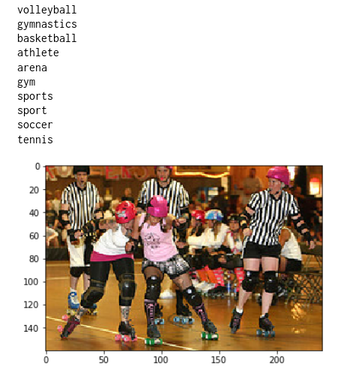 volleyball
gymnastics
basketball
athlete
arena
gym
sports
sport
soccer
tennis
0
20
40
60
80
100
120
140
0 50 100 150 200